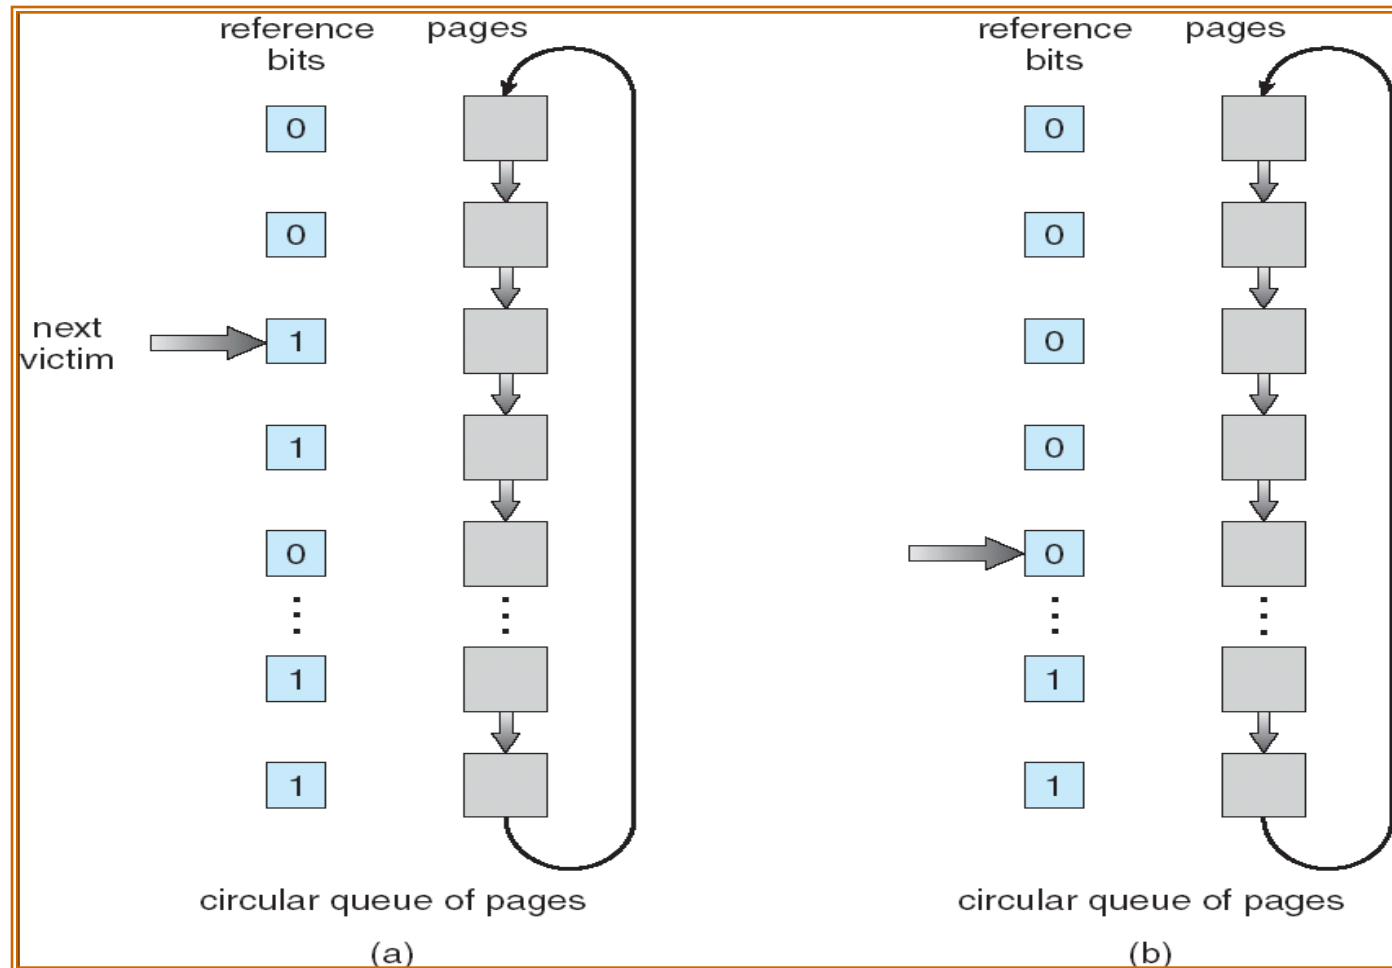 reference bits
pages
0
0
next victim
1
1
0
1
1
circular queue of pages
(a)
reference bits
pages
0
0
0
0
0
1
1
circular queue of pages
(b)